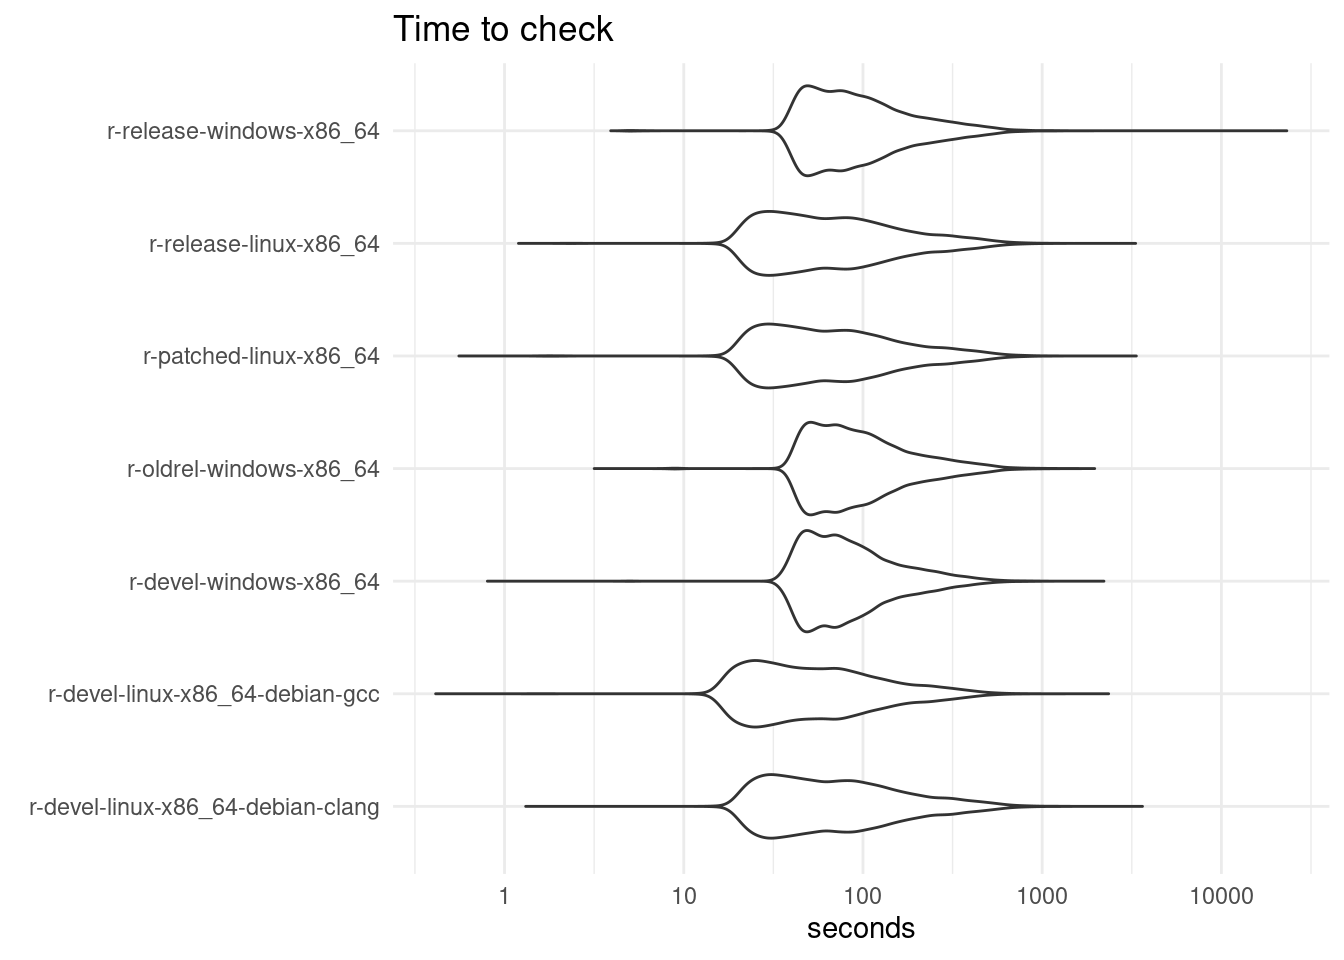 Time to check
r-release-windows-x86_64
r-release-linux-x86_64
r-patched-linux-x86_64
r-oldrel-windows-x86_64
r-devel-windows-x86_64
r-devel-linux-x86_64-debian-gcc
r-devel-linux-x86_64-debian-clang
1 10 100 1000 10000
seconds